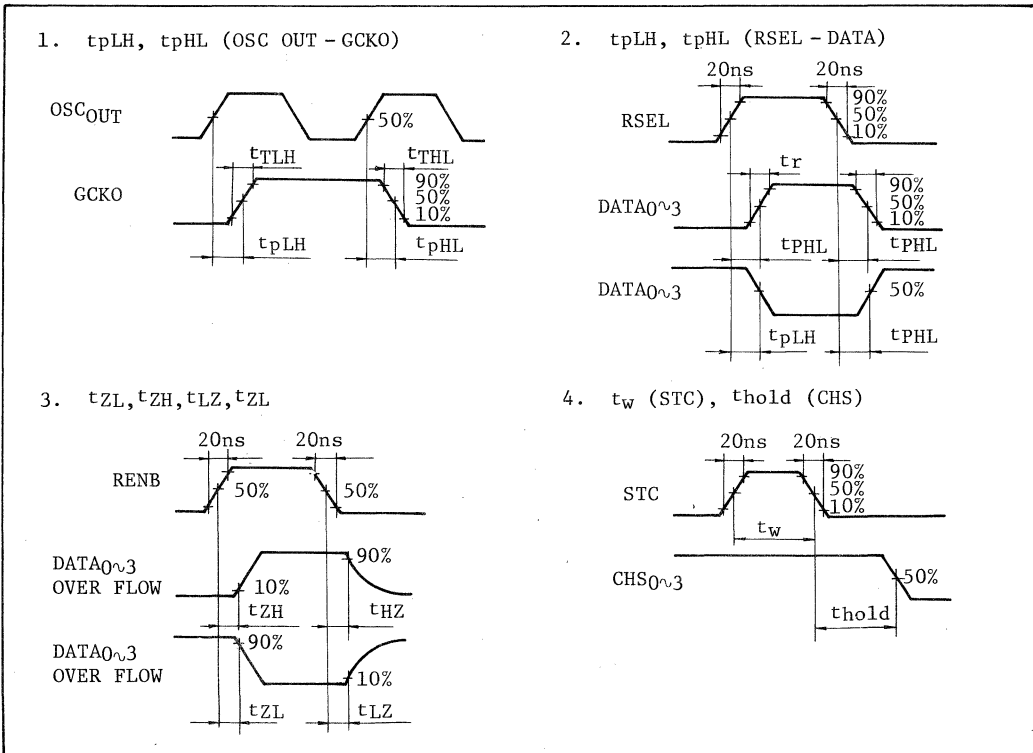 1. tpLH, tpHL (OSC OUT - GCKO)
OSCOUT
50%
tTLH
tTHL
GCKO
90%
50%
10%
tpLH
tpHL
2. tpLH, tpHL (RSEL - DATA)
20ns
20ns
RSEL
90%
50%
10%
tr
DATA0∿3
90%
50%
10%
tPHL
tPHL
DATA0∿3
50%
tpLH
tPHL
3. tZL,tZH,tLZ,tZL
20ns
20ns
RENB
50%
50%
DATA0∿3
OVER FLOW
90%
10%
tZH
tHZ
DATA0∿3
OVER FLOW
90%
10%
tZL
tLZ
4. tw (STC), thold (CHS)
20ns
20ns
STC
90%
50%
10%
tw
CHS0∿3
50%
thold